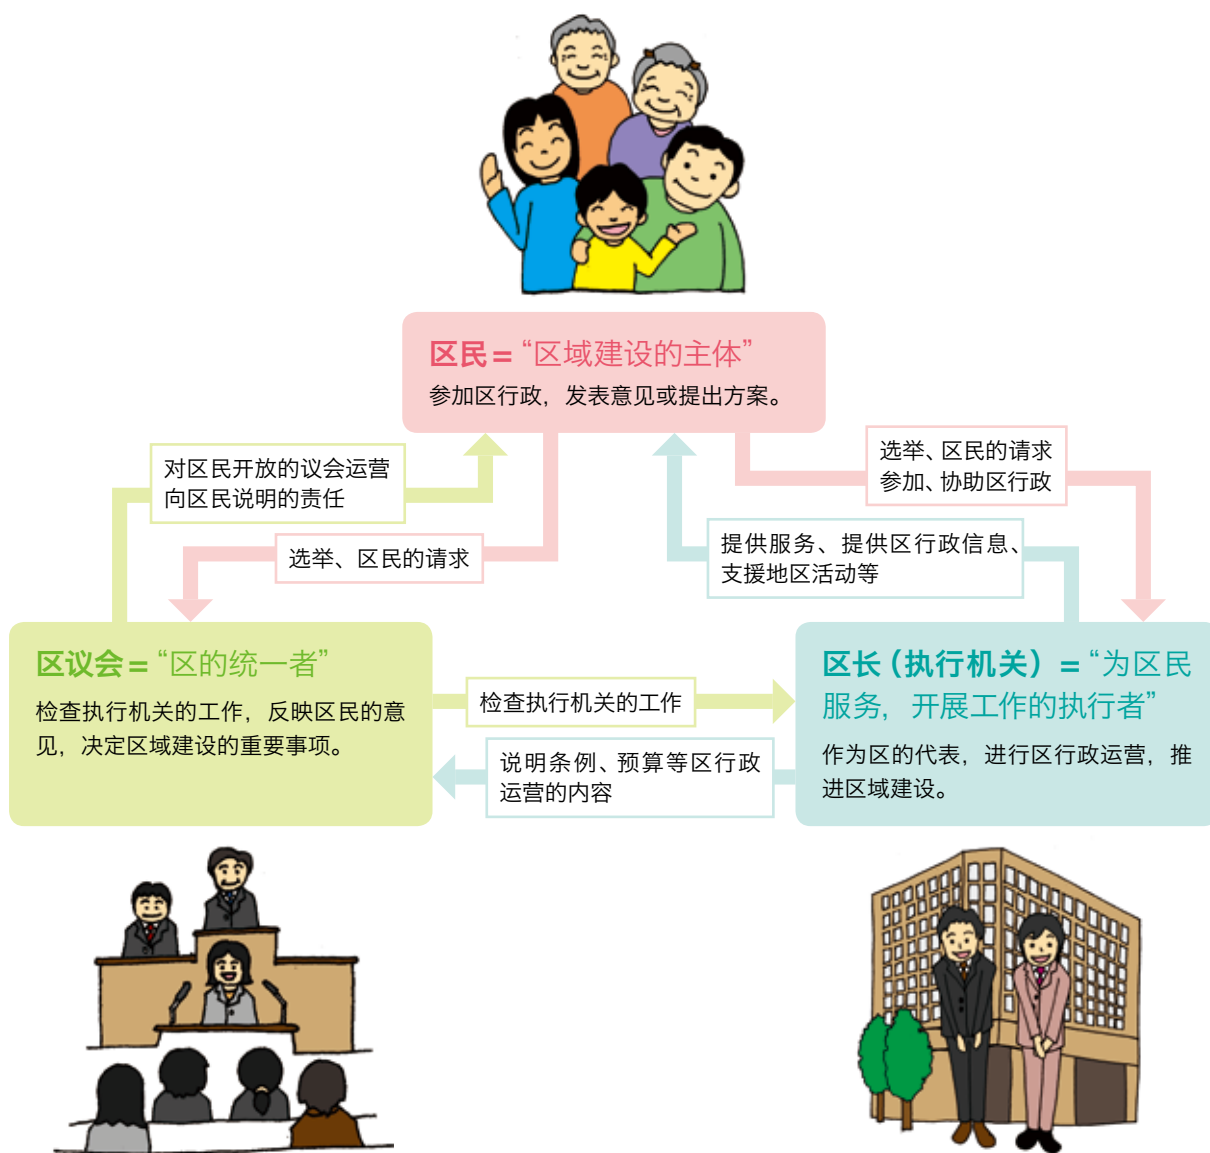 区民=“区域建设的主体”
参加区行政，发表意见或提出方案。
对区民开放的议会运营
向区民说明的责任
选举、区民的请求
参加、协助区行政
选举、区民的请求
提供服务、提供区行政信息、
支援地区活动等
区议会=“区的统一者”
检查执行机关的工作，反映区民的意
见，决定区域建设的重要事项。
检查执行机关的工作
说明条例、预算等区行政
运营的内容
区长（执行机关）=“为区民
服务，开展工作的执行者”
作为区的代表，进行区行政运营，推
进区域建设。